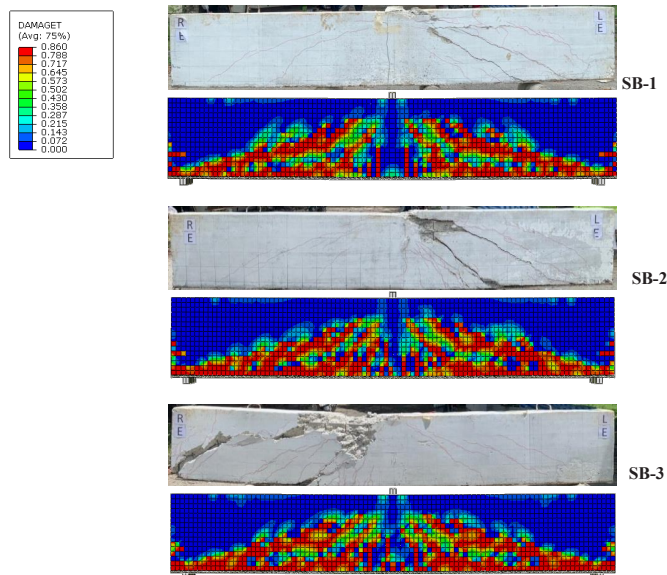 DAMAGET
(Avg: 75%)
0.860
0.788
0.717
0.645
0.573
0.502
0.430
0.358
0.287
0.215
0.143
0.072
0.000
R
E
L
E
SB-1
R
E
L
E
SB-2
R
E
L
E
SB-3